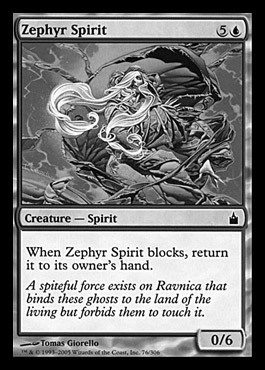 Zephyr Spirit 5
Creature — Spirit
When Zephyr Spirit blocks, return
it to its owner's hand.
A spiteful force exists on Ravnica that
binds these ghosts to the land of the
living but forbids them to touch it.
0/6
Tomas Giorello
™ & © 1993–2005 Wizards of the Coast, Inc. 76/306